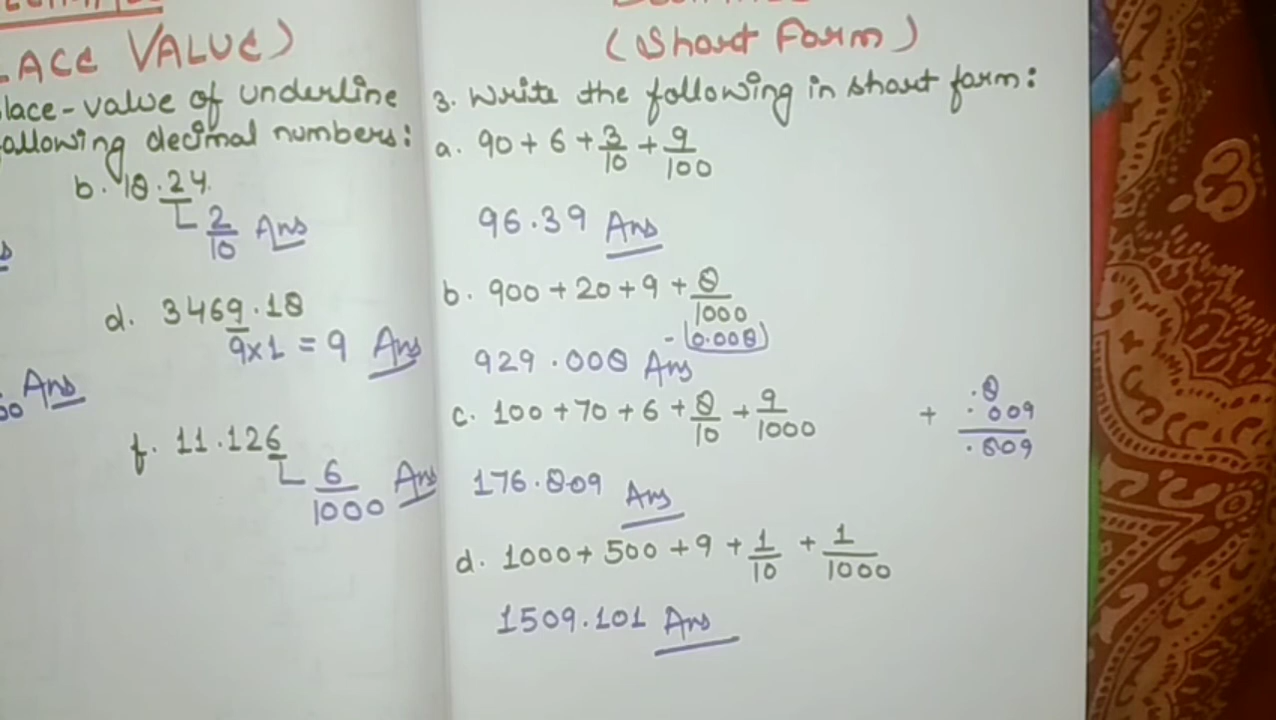 LACE VALUE)
place-value of underline
following decimal numbers:
b. 18.24
2/10 Ans
d. 3469.18
9x1 = 9 Ans
Ans
f. 11.126
6/1000 Ans
(Short Form)
3. Write the following in short form:
a. 90 + 6 + 3/10 + 9/100
96.39 Ans
b. 900 + 20 + 9 + 8/1000
- 0.008
929.008 Ans
c. 100 + 70 + 6 + 8/10 + 9/1000
.8
+ .009
.809
176.809 Ans
d. 1000 + 500 + 9 + 1/10 + 1/1000
1509.101 Ans